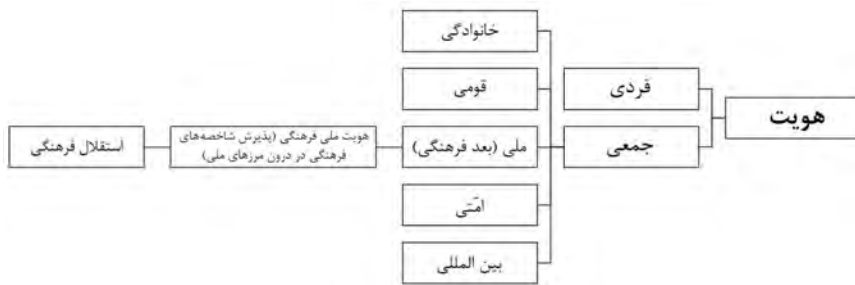 هویت
فردی
جمعی
خانوادگی
قومی
ملی (بعد فرهنگی)
امّتی
بین المللی
هویت ملی فرهنگی (پذیرش شاخصه‌های
فرهنگی در درون مرزهای ملی)
استقلال فرهنگی